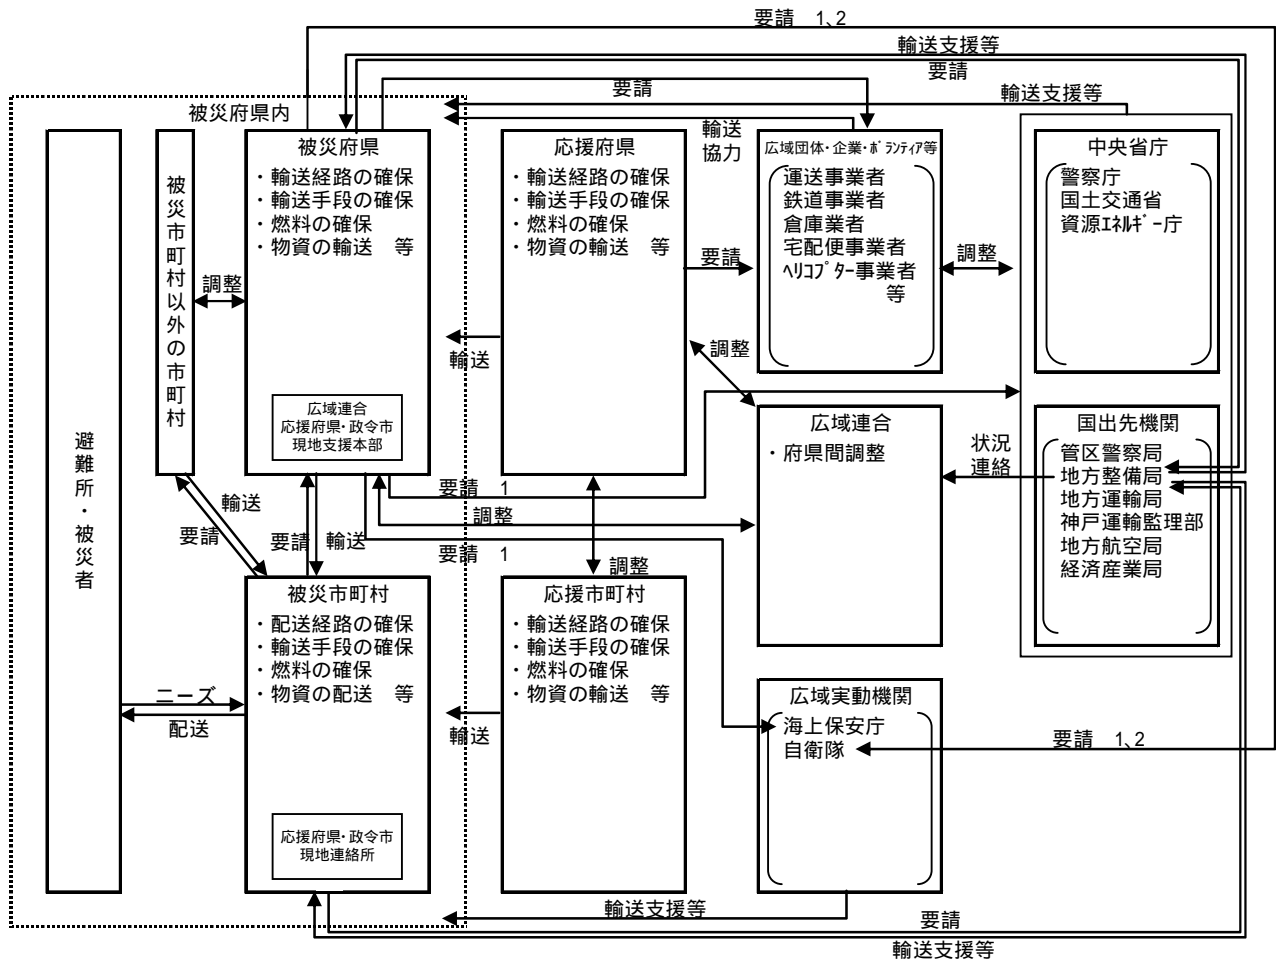 要請　1、2
輸送支援等
要請
要請
輸送支援等
被災府県内
輸送
協力
避難所・被災者
被災市町村以外の市町村
調整
被災府県
・輸送経路の確保
・輸送手段の確保
・燃料の確保
・物資の輸送　等
広域連合
応援府県・政令市
現地支援本部
応援府県
・輸送経路の確保
・輸送手段の確保
・燃料の確保
・物資の輸送　等
要請
輸送
調整
広域団体・企業・ﾎﾞﾗﾝﾃｨｱ等
運送事業者
鉄道事業者
倉庫業者
宅配便事業者
ﾍﾘｺﾌﾟﾀｰ事業者
等
調整
中央省庁
警察庁
国土交通省
資源ｴﾈﾙｷﾞｰ庁
広域連合
・府県間調整
状況
連絡
国出先機関
管区警察局
地方整備局
地方運輸局
神戸運輸監理部
地方航空局
経済産業局
輸送
要請
要請
輸送
要請　1
調整
要請　1
調整
被災市町村
・配送経路の確保
・輸送手段の確保
・燃料の確保
・物資の配送　等
応援府県・政令市
現地連絡所
ニーズ
配送
応援市町村
・輸送経路の確保
・輸送手段の確保
・燃料の確保
・物資の輸送　等
輸送
広域実動機関
海上保安庁
自衛隊
要請　1、2
輸送支援等
要請
輸送支援等